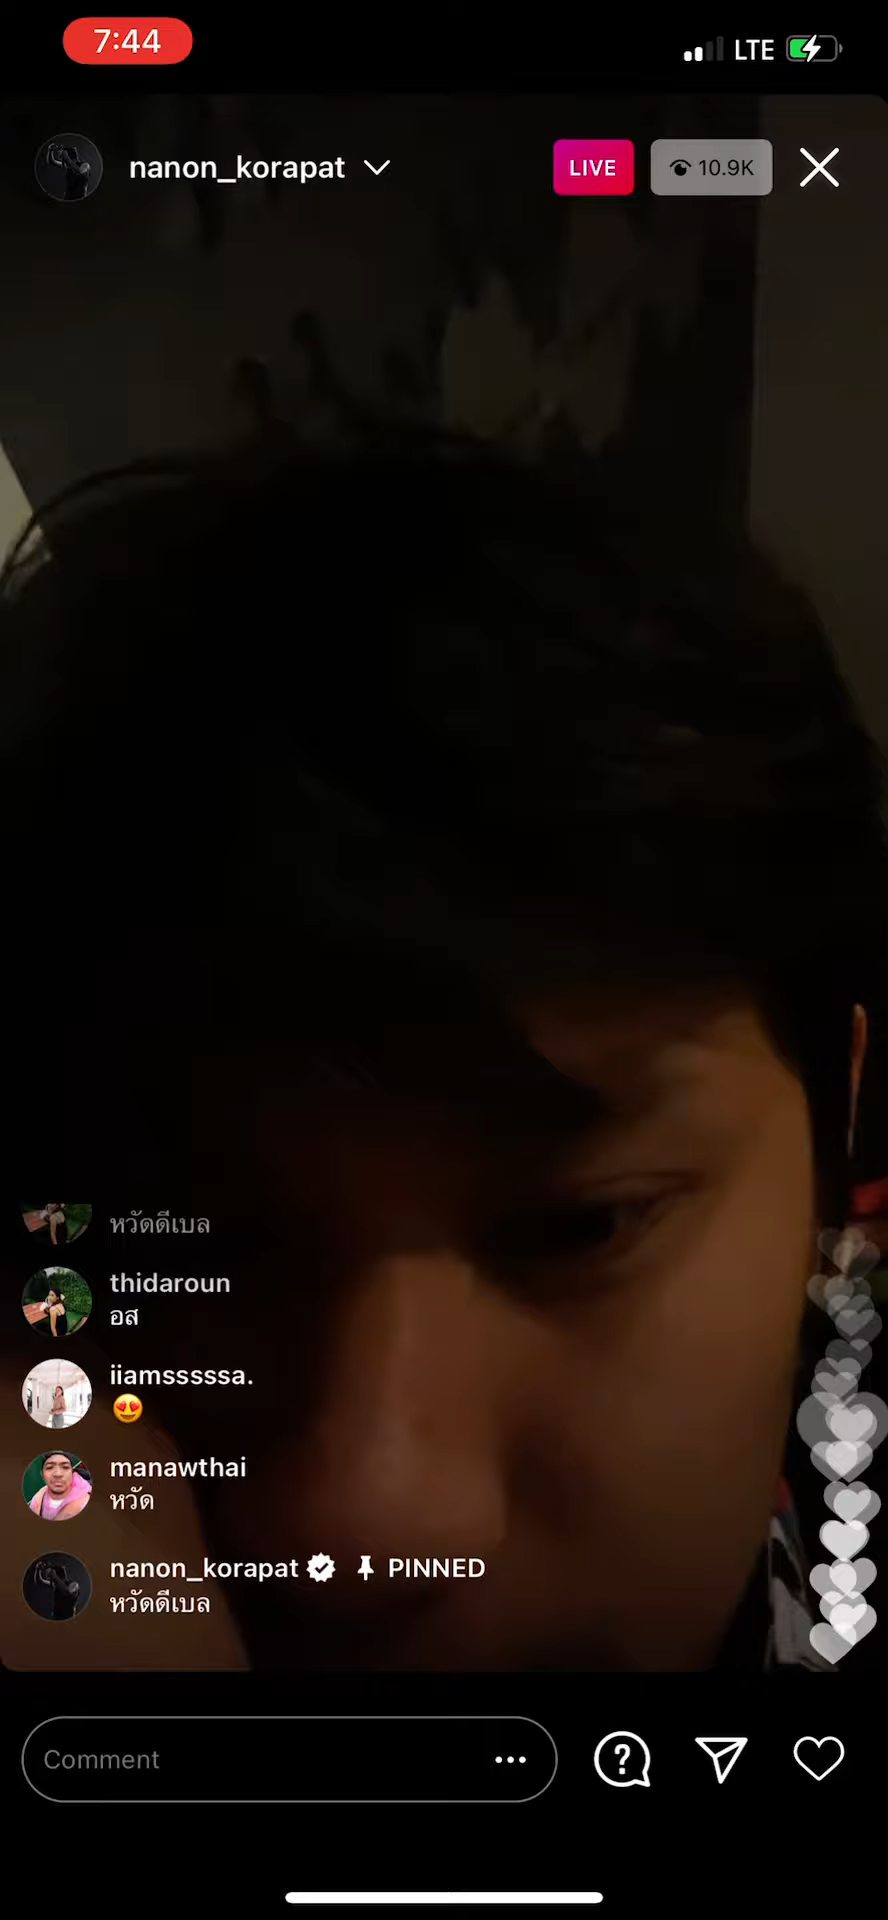 7:44
LTE
nanon_korapat
LIVE
10.9K
หวัดดีเบล
thidaroun
อส
iiamsssssa.
😍
manawthai
หวัด
nanon_korapat PINNED
หวัดดีเบล
Comment